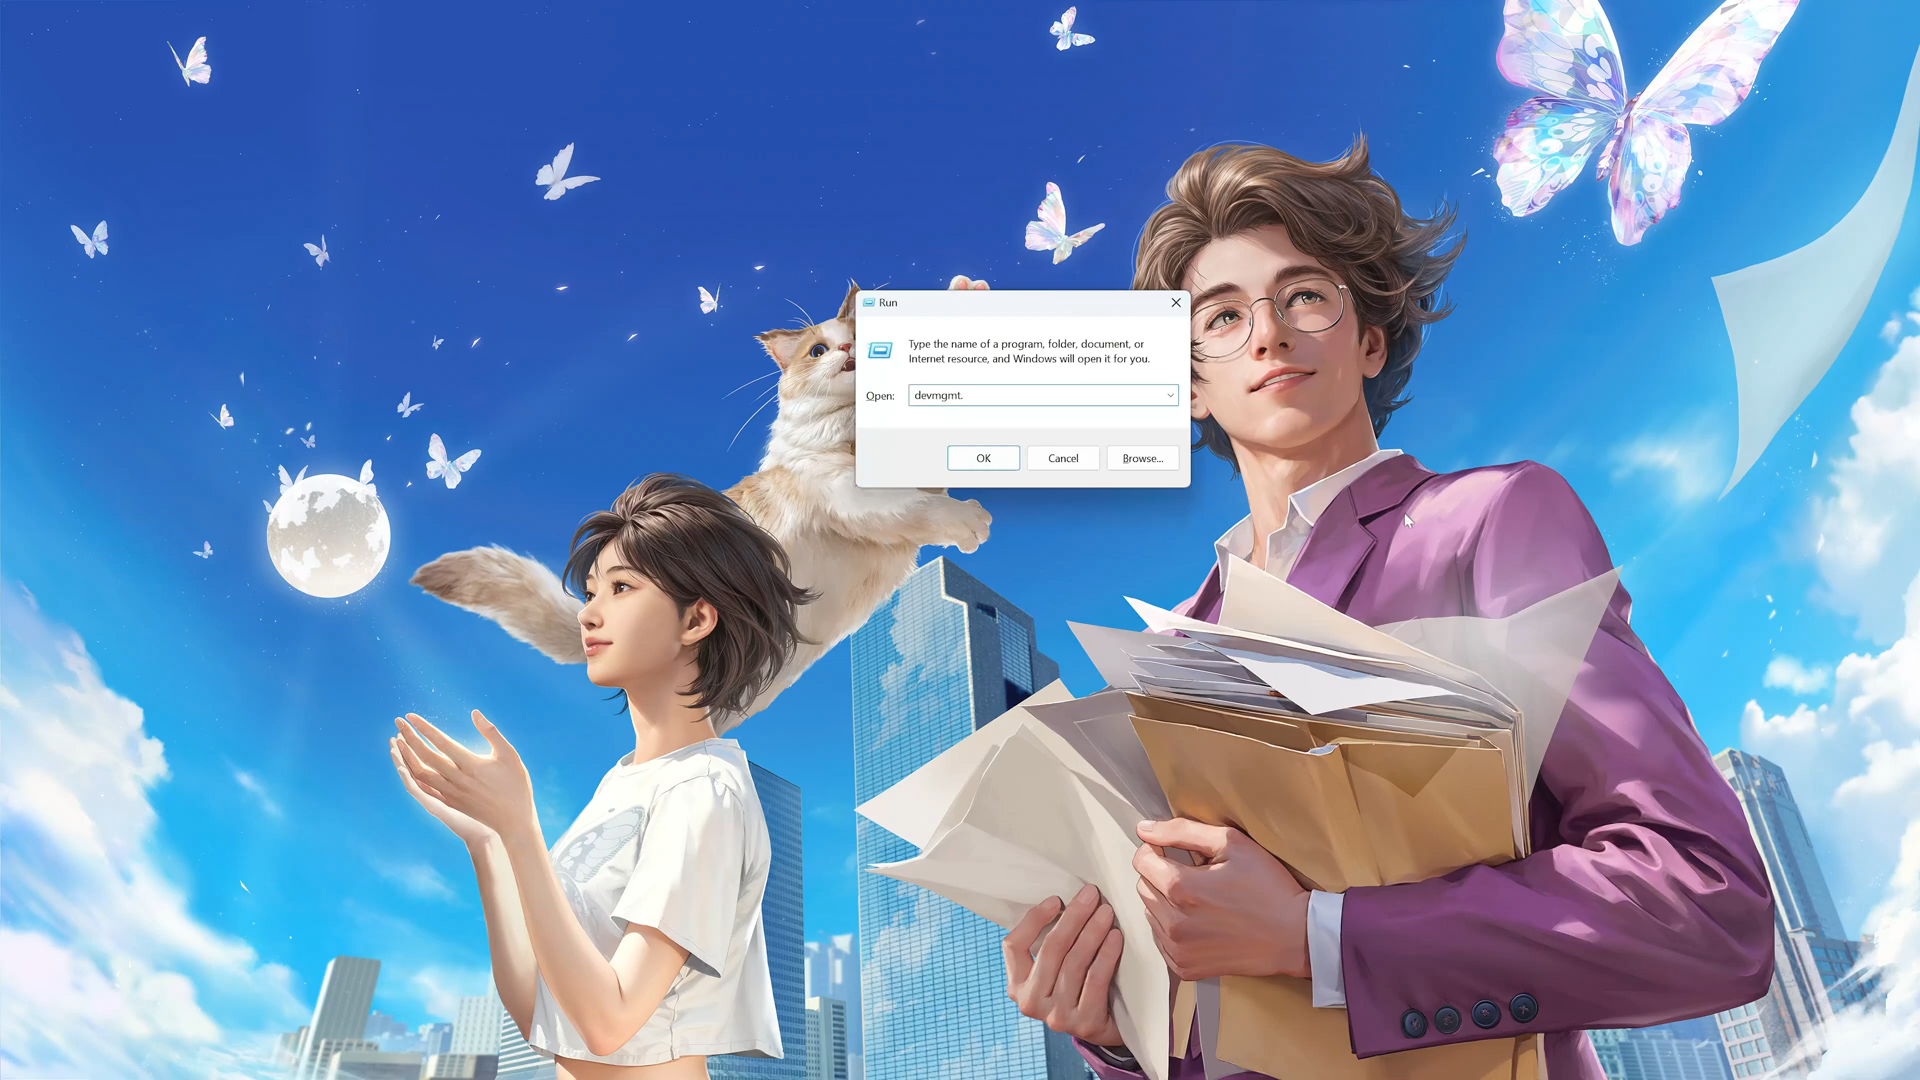 Run
Type the name of a program, folder, document, or
Internet resource, and Windows will open it for you.
Open:
devmgmt.
OK
Cancel
Browse...